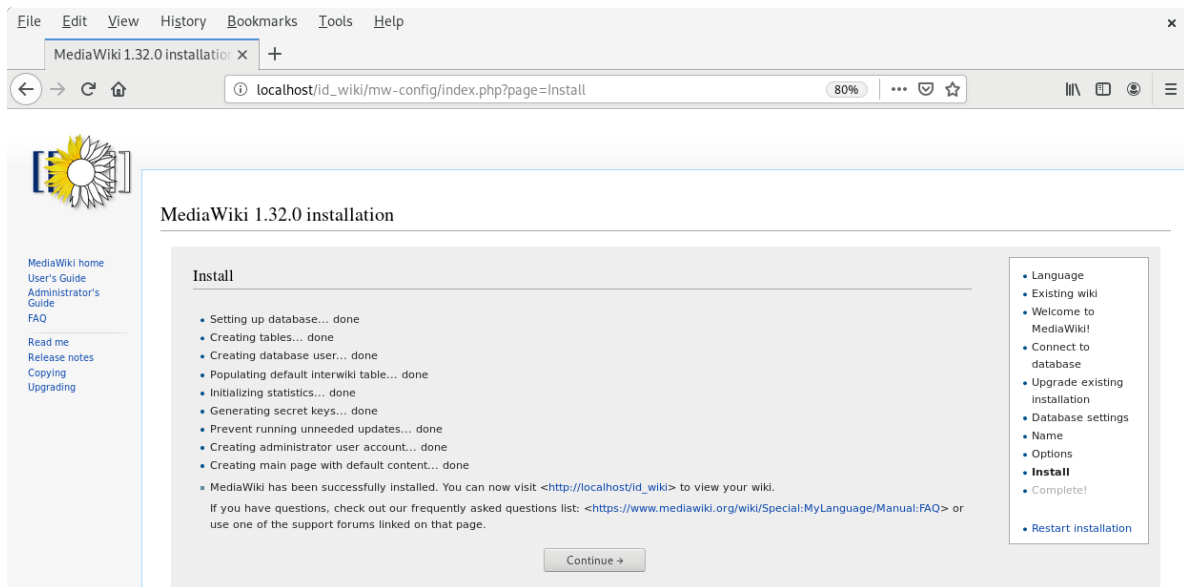 File Edit View History Bookmarks Tools Help
MediaWiki 1.32.0 installation
localhost/id_wiki/mw-config/index.php?page=Install 80%
MediaWiki 1.32.0 installation
MediaWiki home
User's Guide
Administrator's
Guide
FAQ
Read me
Release notes
Copying
Upgrading
Install
Setting up database... done
Creating tables... done
Creating database user... done
Populating default interwiki table... done
Initializing statistics... done
Generating secret keys... done
Prevent running unneeded updates... done
Creating administrator user account... done
Creating main page with default content... done
MediaWiki has been successfully installed. You can now visit <http://localhost/id_wiki> to view your wiki.
If you have questions, check out our frequently asked questions list: <https://www.mediawiki.org/wiki/Special:MyLanguage/Manual:FAQ> or
use one of the support forums linked on that page.
Continue →
Language
Existing wiki
Welcome to
MediaWiki!
Connect to
database
Upgrade existing
installation
Database settings
Name
Options
Install
Complete!
Restart installation